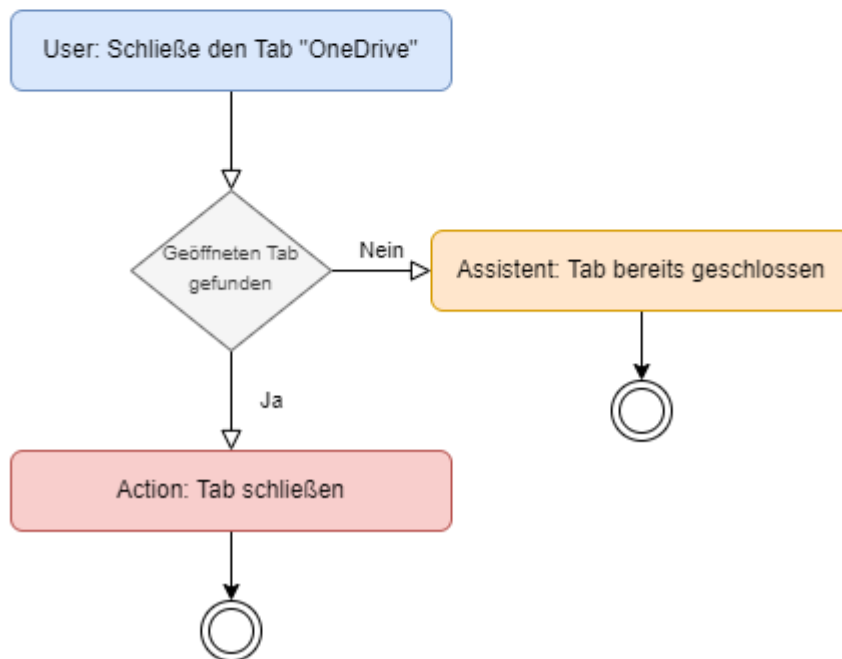 User: Schließe den Tab "OneDrive"
Geöffneten Tab
gefunden
Nein
Assistent: Tab bereits geschlossen
Ja
Action: Tab schließen